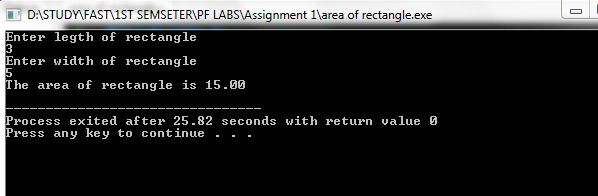 D:\STUDY\FAST\1ST SEMSETER\PF LABS\Assignment 1\area of rectangle.exe
Enter legth of rectangle
3
Enter width of rectangle
5
The area of rectangle is 15.00
--------------------------------
Process exited after 25.82 seconds with return value 0
Press any key to continue . . .